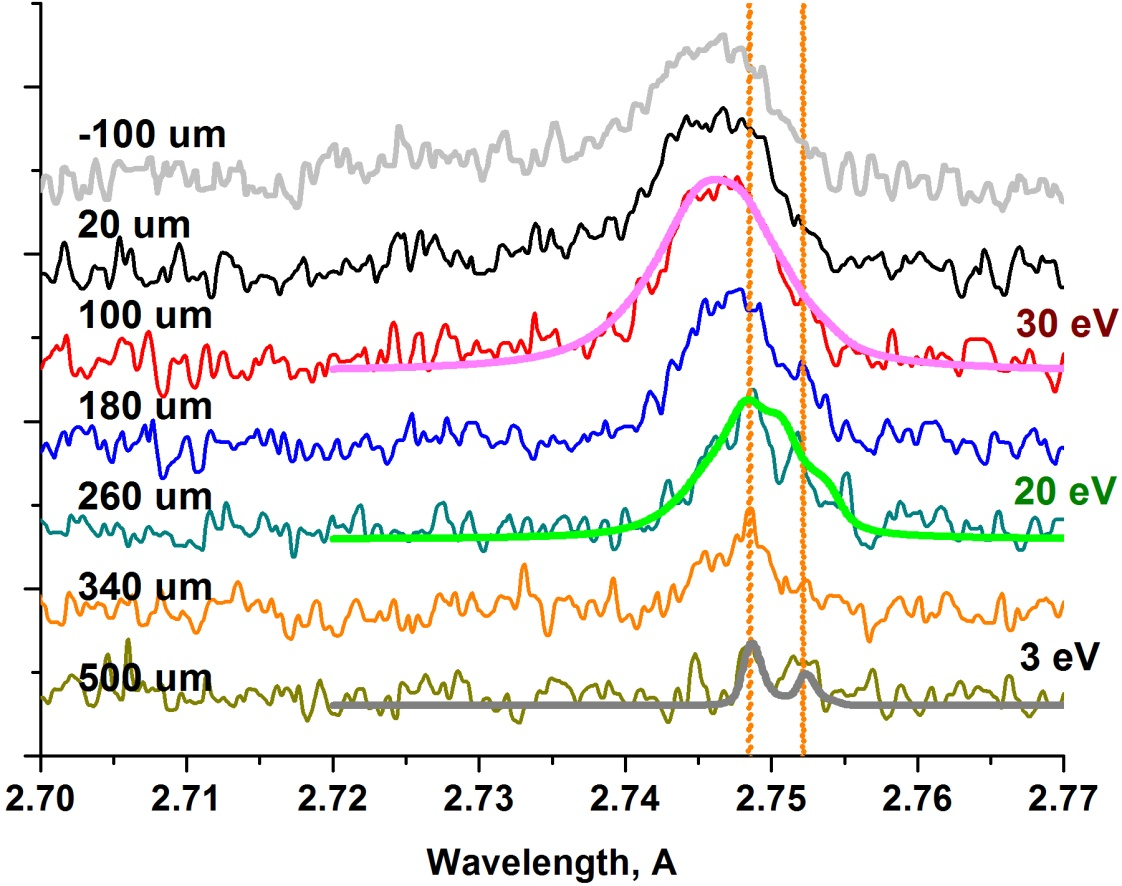 -100 um
20 um
100 um
30 eV
180 um
260 um
20 eV
340 um
500 um
3 eV
2.70 2.71 2.72 2.73 2.74 2.75 2.76 2.77
Wavelength, A